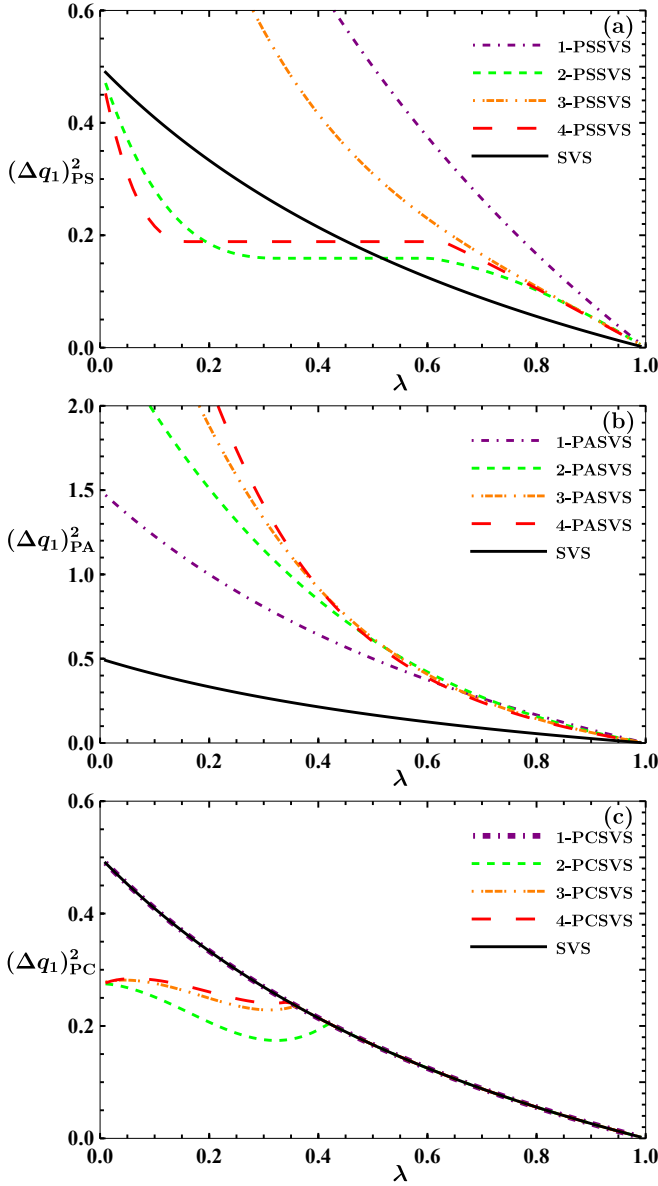 (a)
0.6
0.4
0.2
0.0
(Δq₁)²_PS
1-PSSVS
2-PSSVS
3-PSSVS
4-PSSVS
SVS
0.0 0.2 0.4 0.6 0.8 1.0
λ
(b)
2.0
1.5
1.0
0.5
0.0
(Δq₁)²_PA
1-PASVS
2-PASVS
3-PASVS
4-PASVS
SVS
0.0 0.2 0.4 0.6 0.8 1.0
λ
(c)
0.6
0.4
0.2
0.0
(Δq₁)²_PC
1-PCSVS
2-PCSVS
3-PCSVS
4-PCSVS
SVS
0.0 0.2 0.4 0.6 0.8 1.0
λ